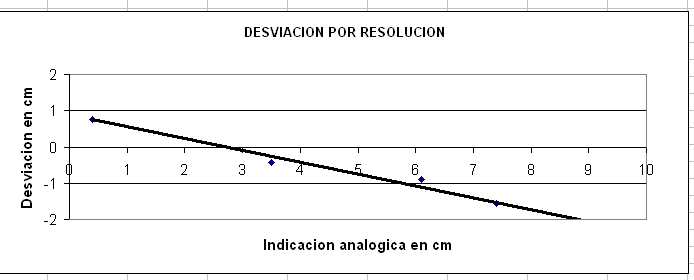 DESVIACION POR RESOLUCION
2
1
0
-1
-2
0 1 2 3 4 5 6 7 8 9 10
Desviacion en cm
Indicacion analogica en cm